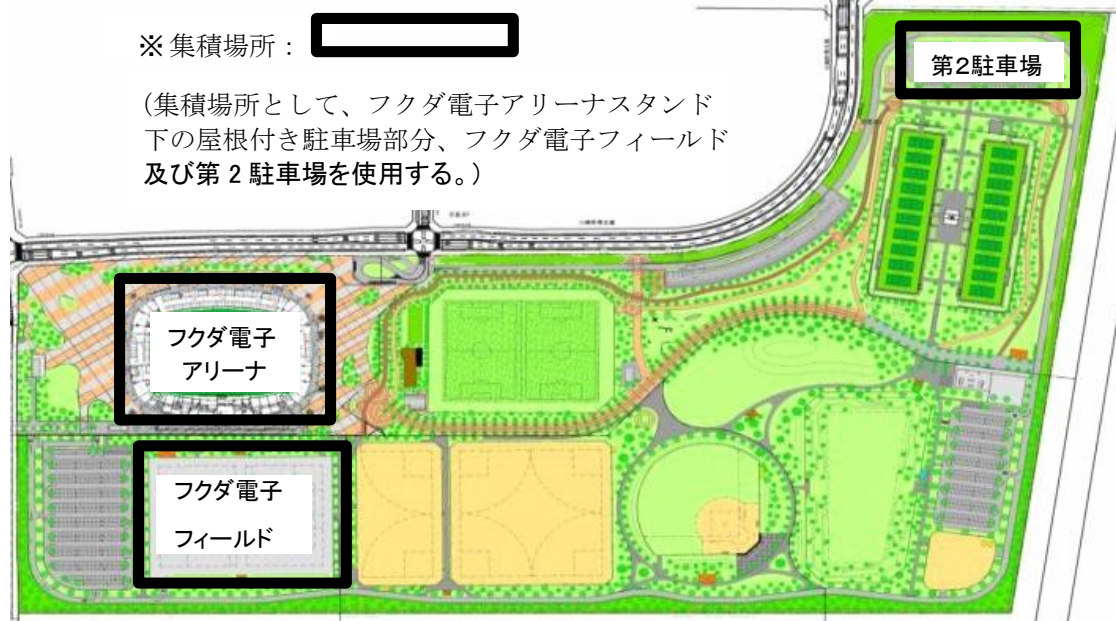 ※集積場所：
(集積場所として、フクダ電子アリーナスタンド
下の屋根付き駐車場部分、フクダ電子フィールド
及び第2駐車場を使用する。)
第2駐車場
フクダ電子
アリーナ
フクダ電子
フィールド